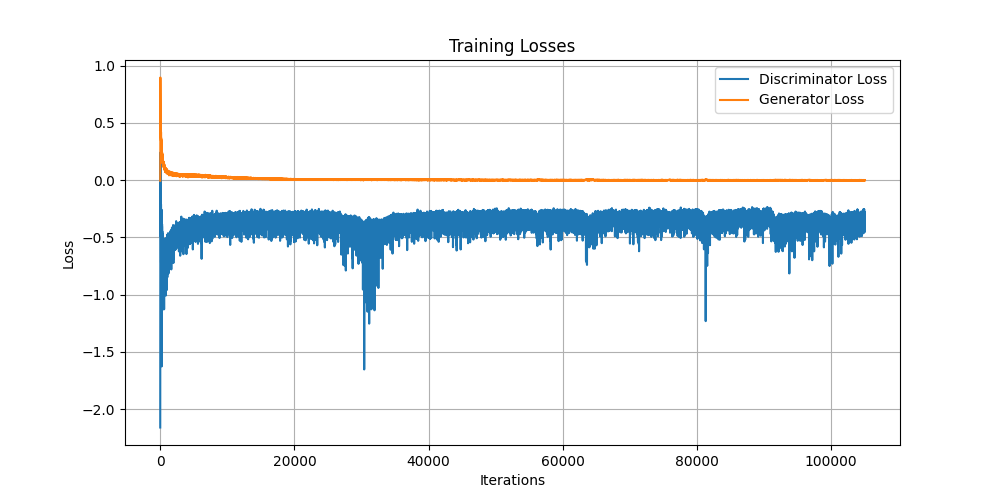 Training Losses
Discriminator Loss
Generator Loss
1.0
0.5
0.0
−0.5
−1.0
−1.5
−2.0
Loss
0
20000
40000
60000
80000
100000
Iterations